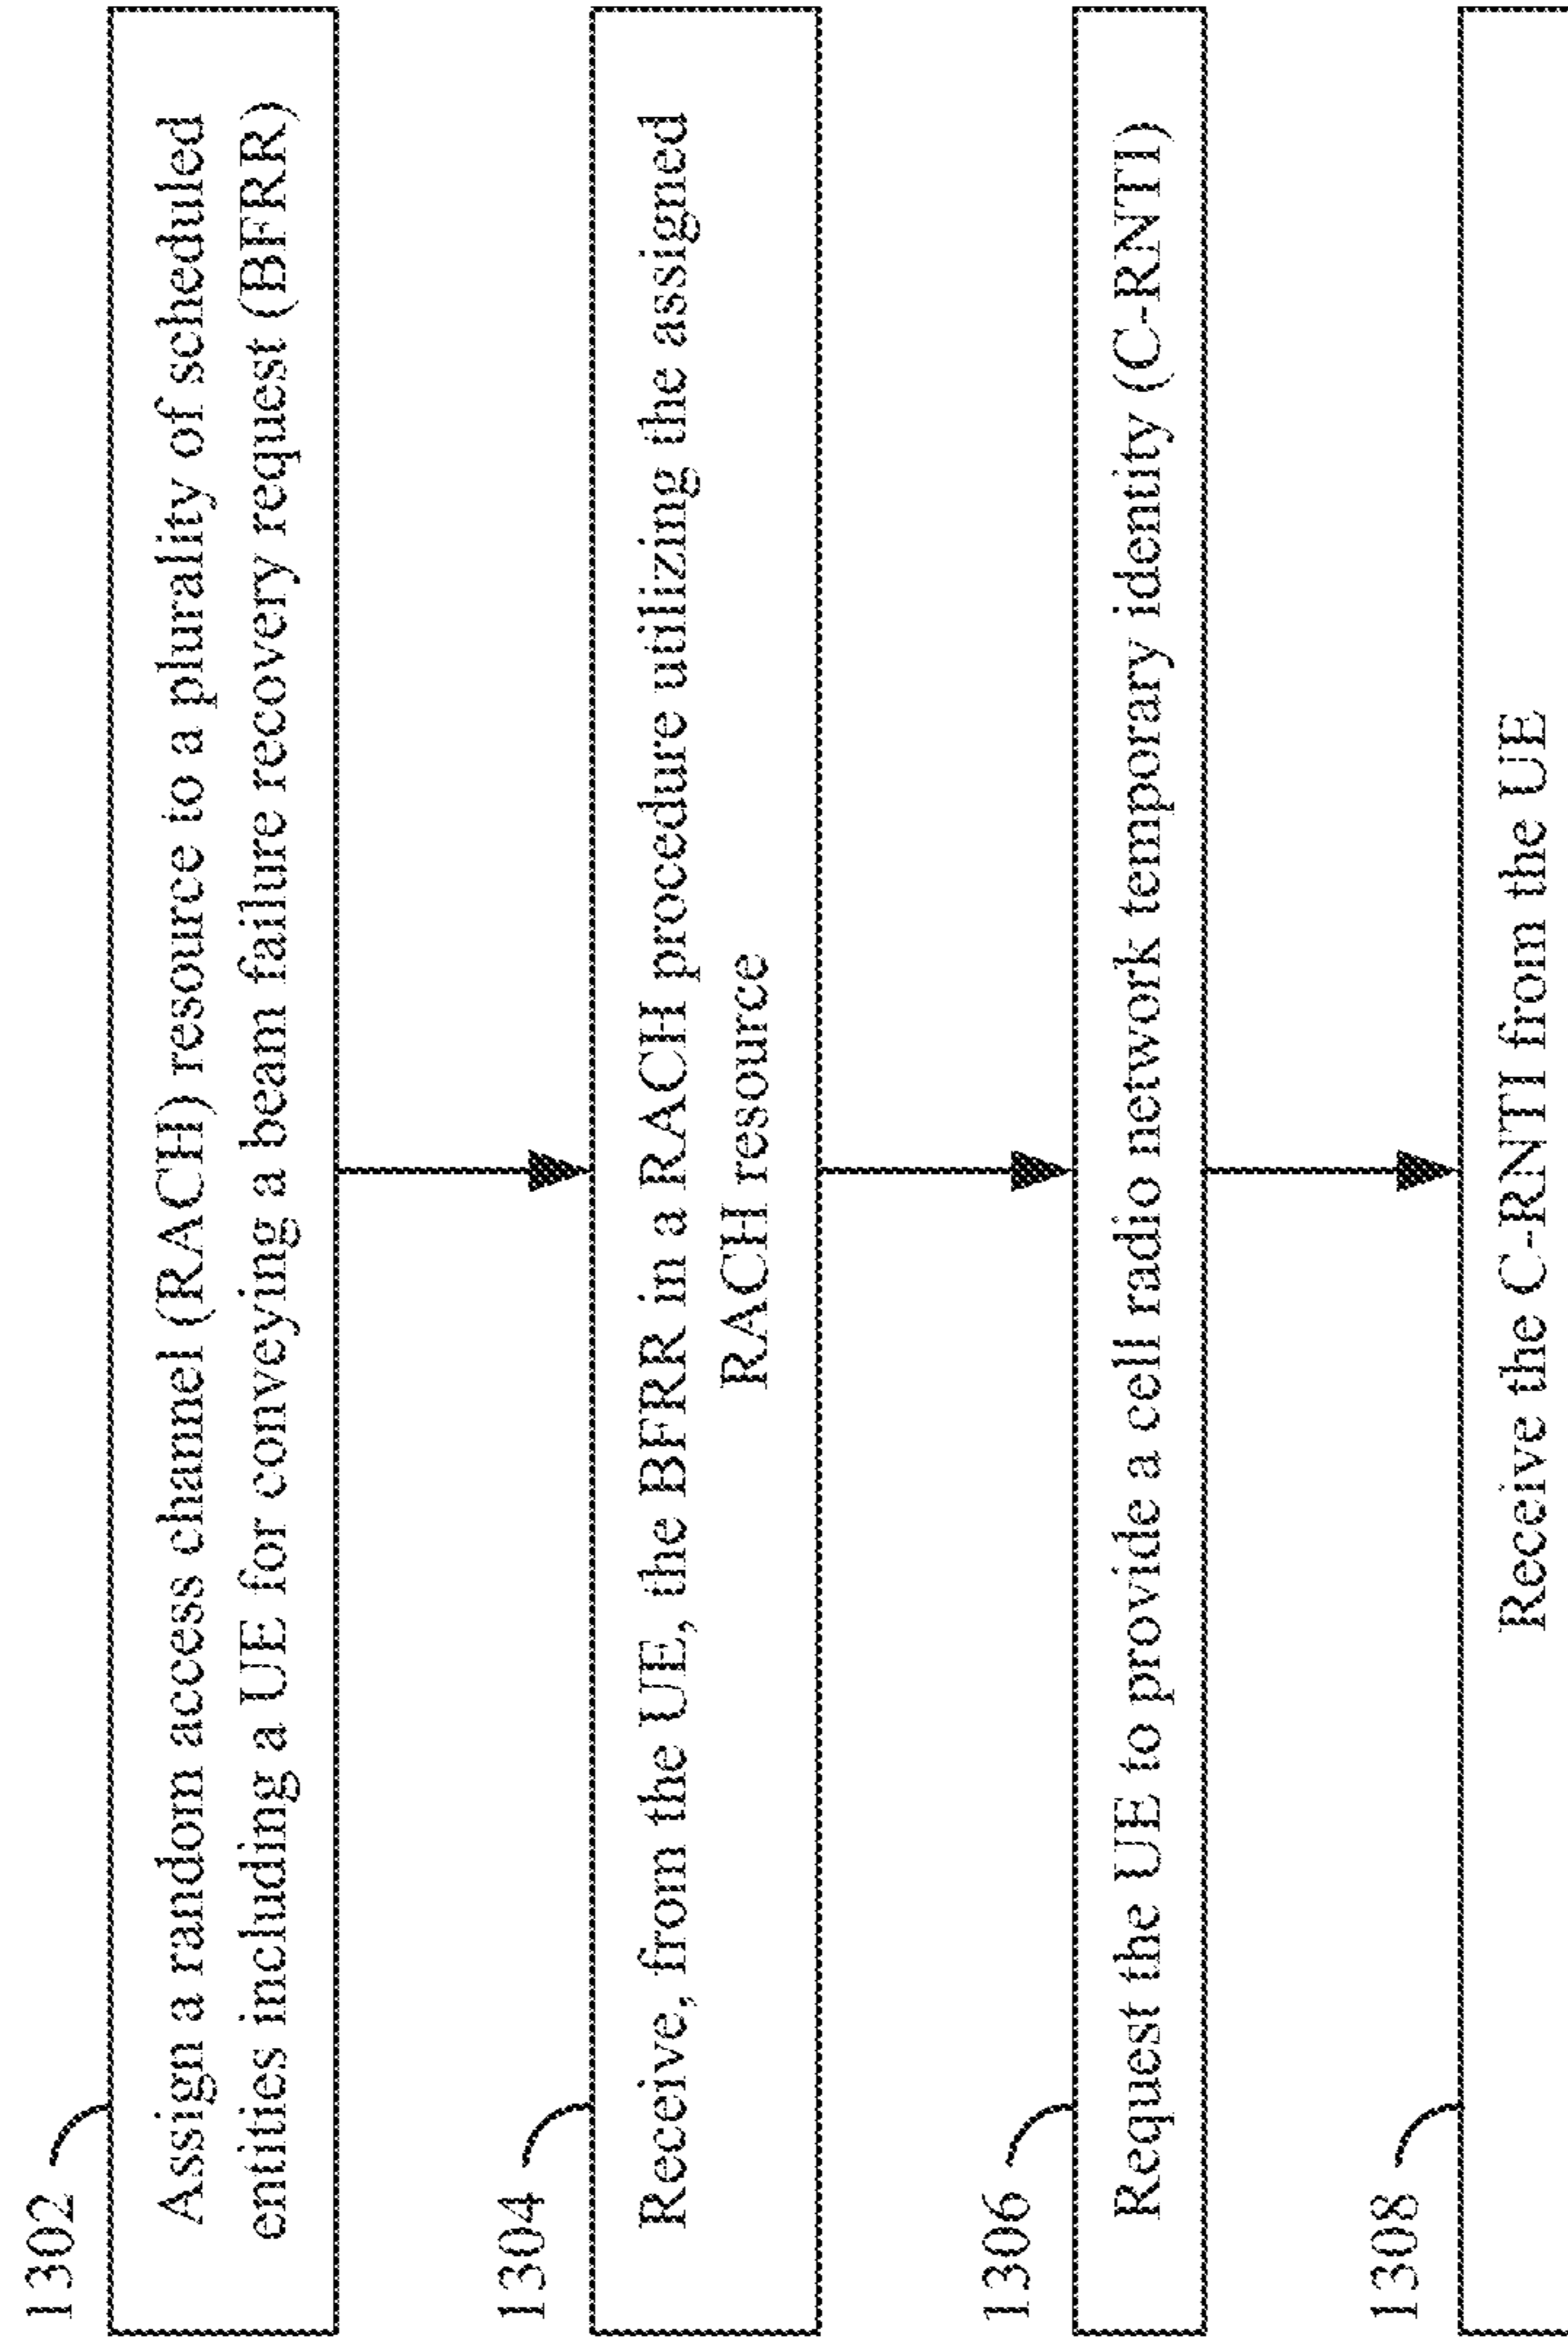 1302
Assign a random access channel (RACH) resource to a plurality of scheduled
entities including a UE for conveying a beam failure recovery request (BFRR)
1304
Receive, from the UE, the BFRR in a RACH procedure utilizing the assigned
RACH resource
1306
Request the UE to provide a cell radio network temporary identity (C-RNTI)
1308
Receive the C-RNTI from the UE